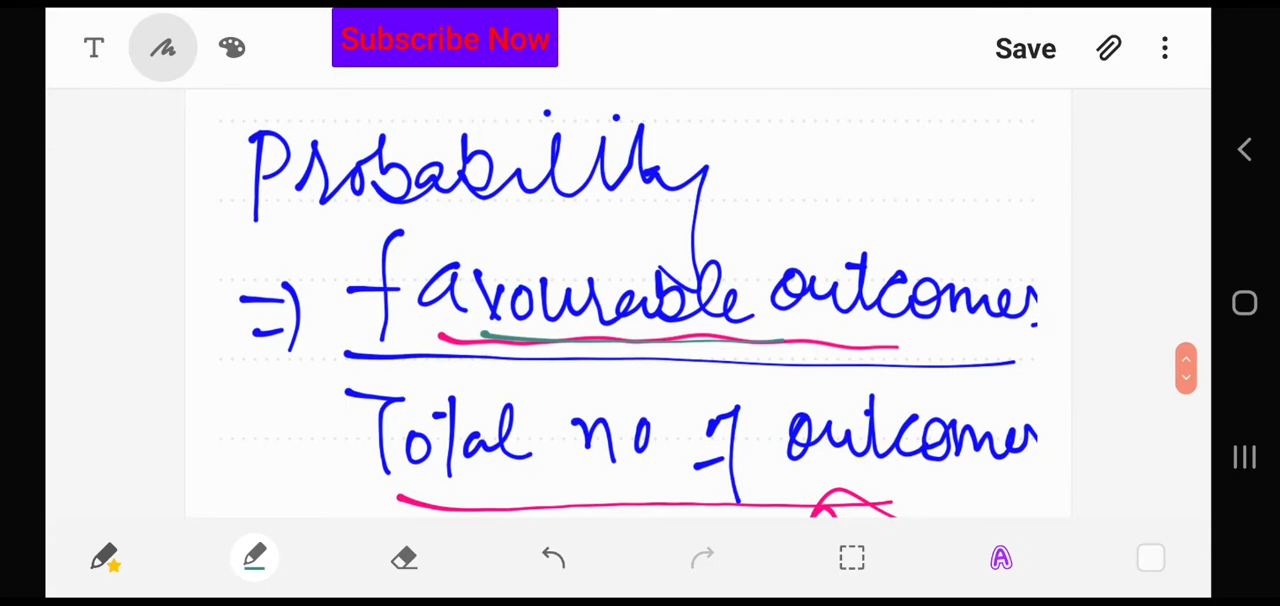 Subscribe Now
T
Save
Probability
=) favourable outcomes
Total no of outcomes
A